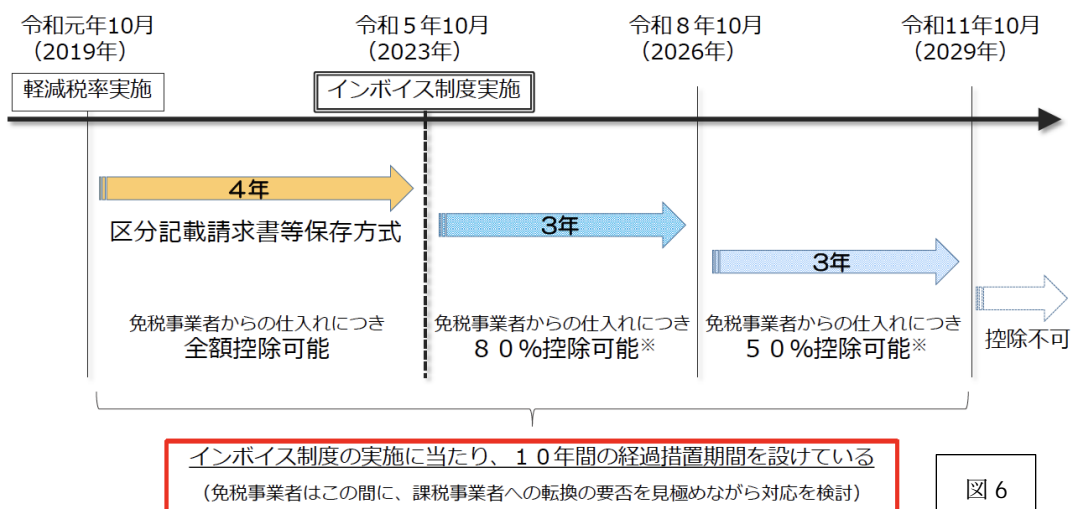 令和元年10月
（2019年）
令和５年10月
（2023年）
令和８年10月
（2026年）
令和11年10月
（2029年）
軽減税率実施
インボイス制度実施
４年
区分記載請求書等保存方式
３年
３年
免税事業者からの仕入れにつき
全額控除可能
免税事業者からの仕入れにつき
８０%控除可能※
免税事業者からの仕入れにつき
５０%控除可能※
控除不可
インボイス制度の実施に当たり、１０年間の経過措置期間を設けている
（免税事業者はこの間に、課税事業者への転換の要否を見極めながら対応を検討）
図６